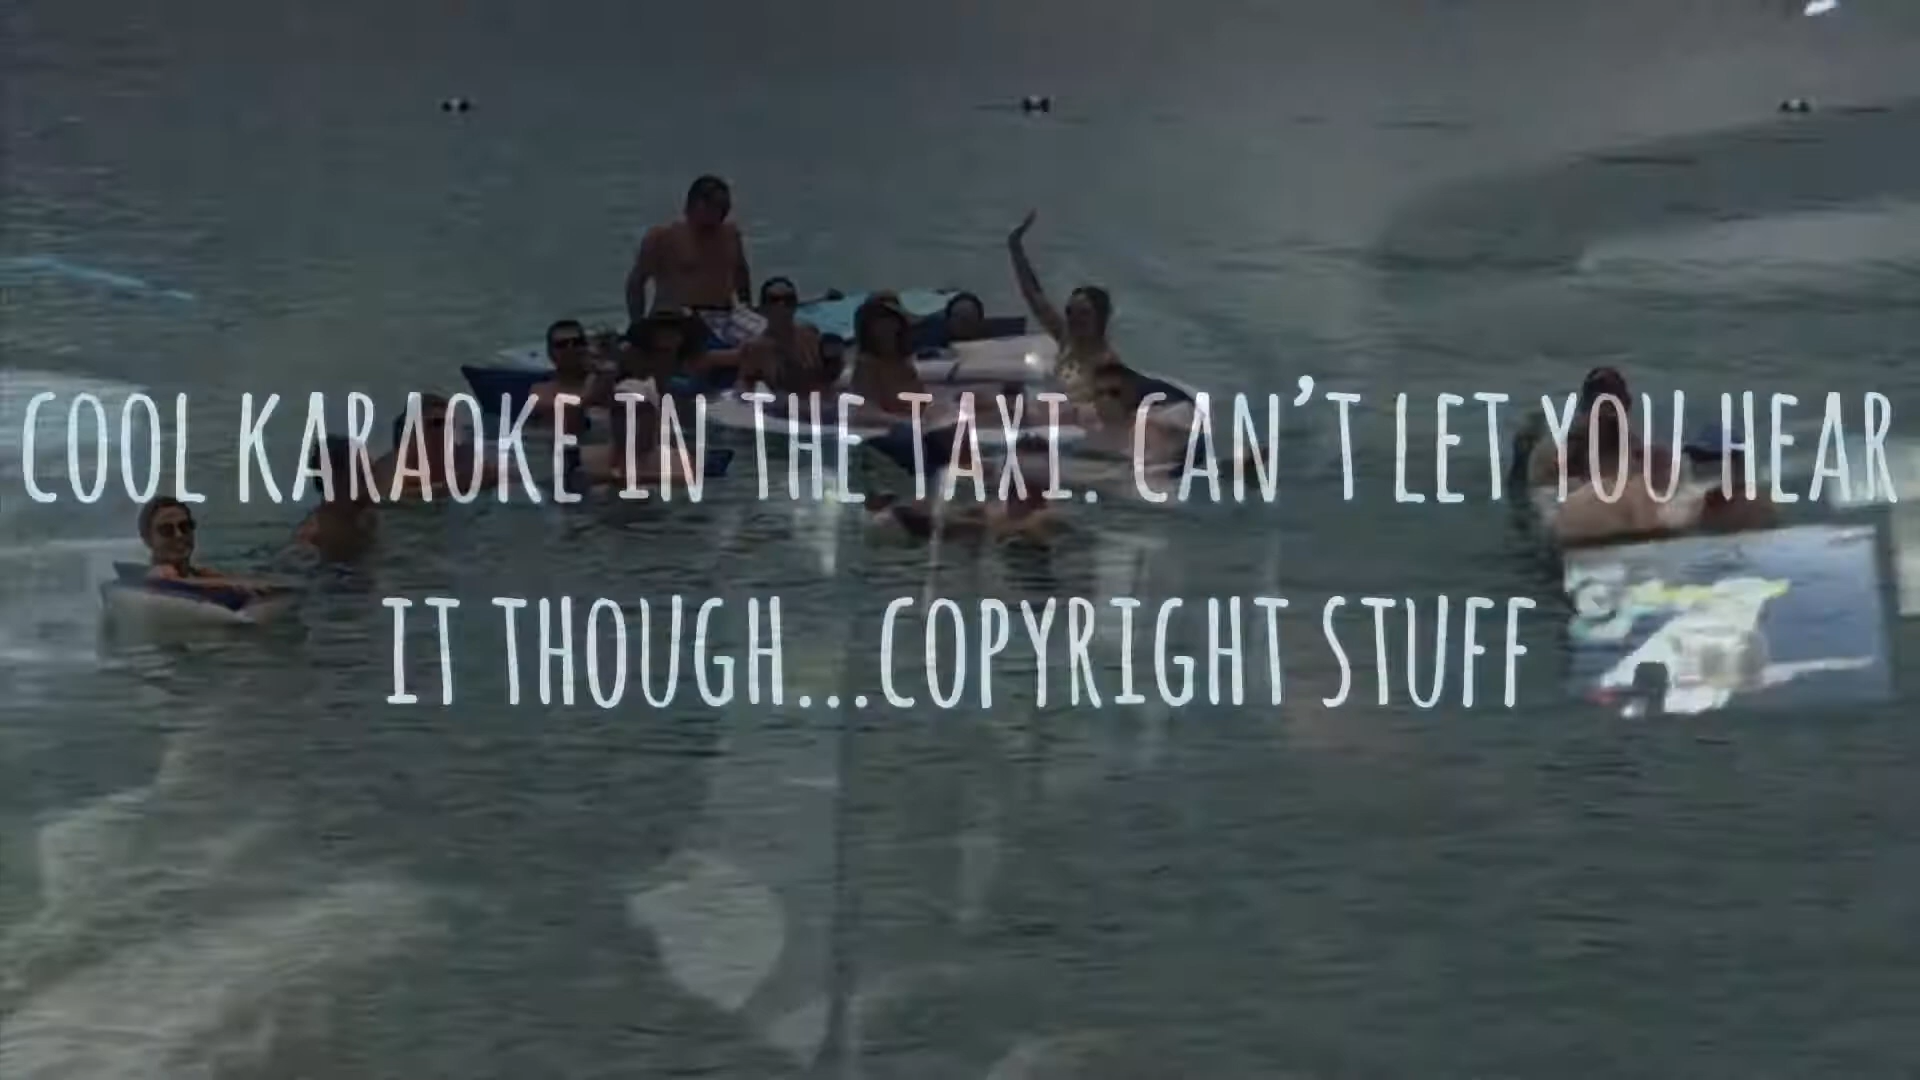 COOL KARAOKE IN THE TAXI. CAN'T LET YOU HEAR
IT THOUGH...COPYRIGHT STUFF